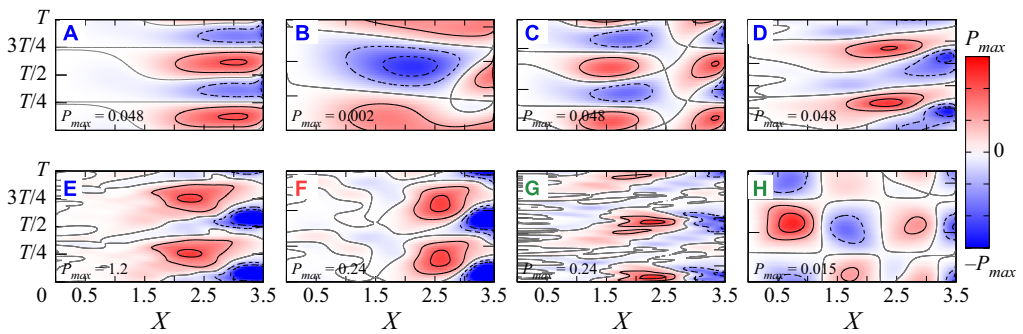 T
3T/4
T/2
T/4
A
P_max = 0.048
B
P_max = 0.002
C
P_max = 0.048
D
P_max = 0.048
P_max
0
−P_max
T
3T/4
T/2
T/4
0
E
P_max = 1.2
F
P_max = 0.24
G
P_max = 0.24
H
P_max = 0.015
0.5 1.5 2.5 3.5
0.5 1.5 2.5 3.5
0.5 1.5 2.5 3.5
0.5 1.5 2.5 3.5
X
X
X
X